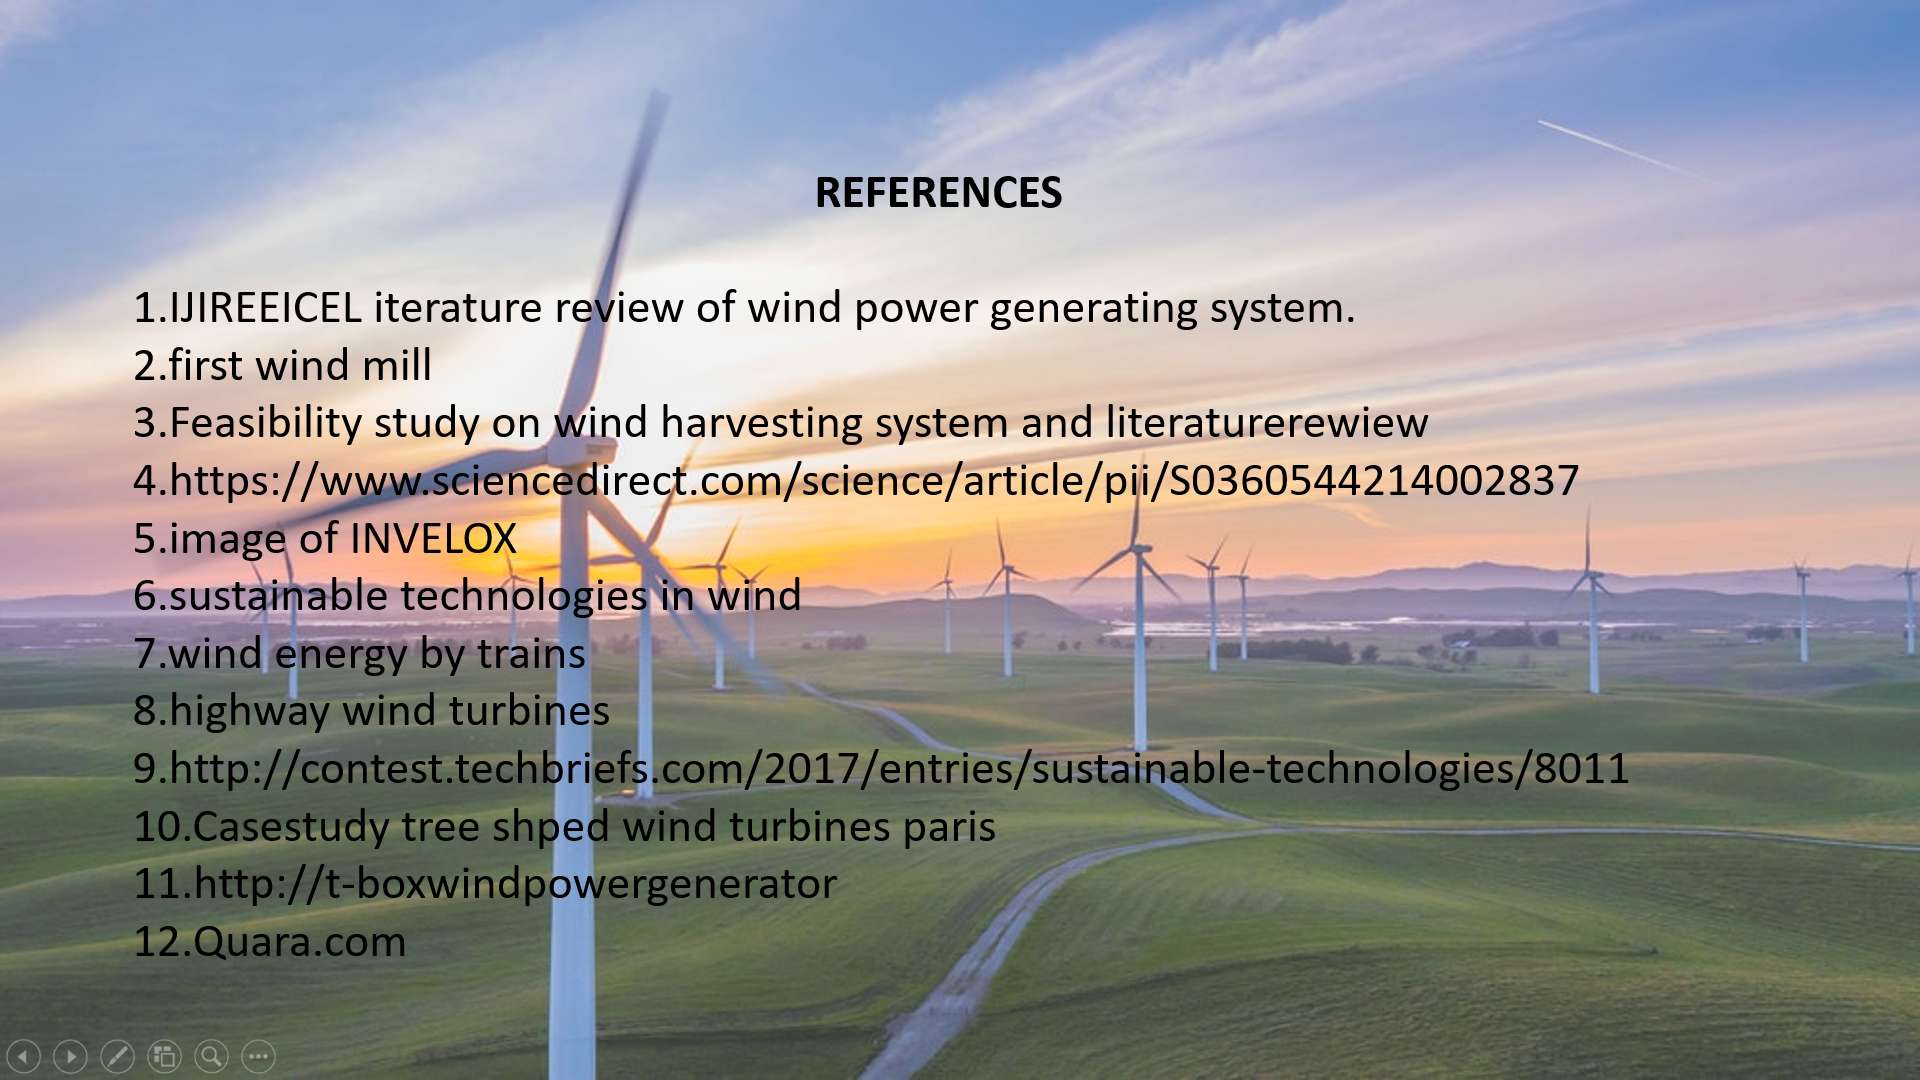 REFERENCES
1.IJIREEICEL iterature review of wind power generating system.
2.first wind mill
3.Feasibility study on wind harvesting system and literaturerewiew
4.https://www.sciencedirect.com/science/article/pii/S0360544214002837
5.image of INVELOX
6.sustainable technologies in wind
7.wind energy by trains
8.highway wind turbines
9.http://contest.techbriefs.com/2017/entries/sustainable-technologies/8011
10.Casestudy tree shped wind turbines paris
11.http://t-boxwindpowergenerator
12.Quara.com